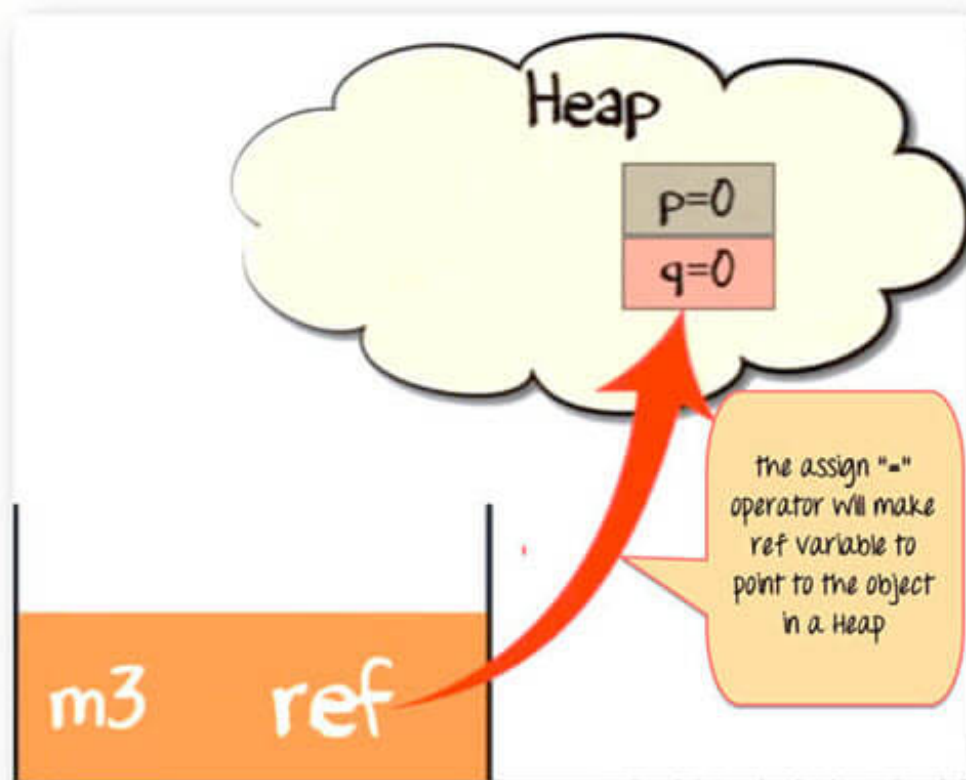 Heap
p=0
q=0
the assign "="
operator will make
ref variable to
point to the object
in a Heap
m3 ref